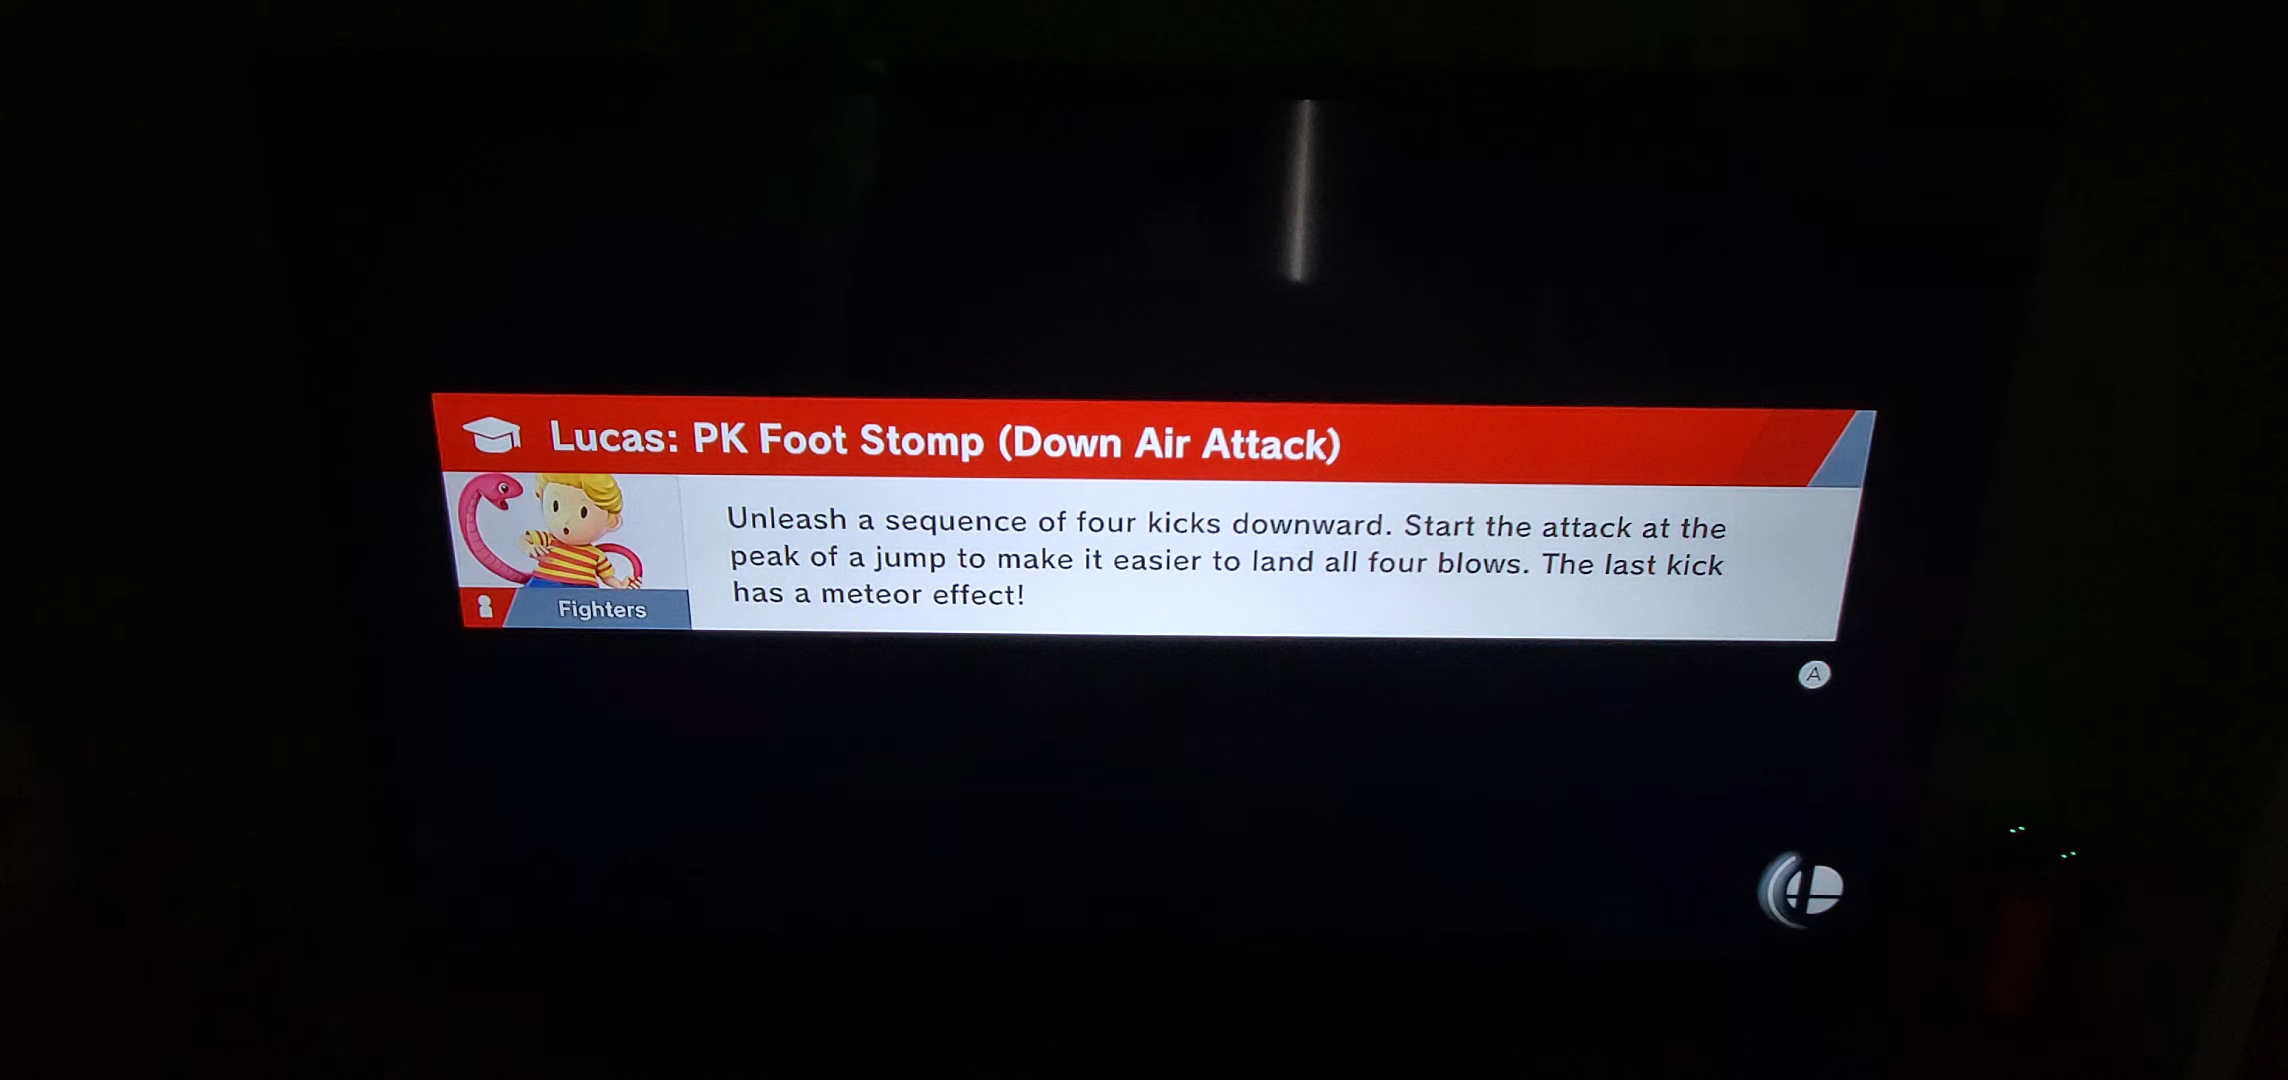 Lucas: PK Foot Stomp (Down Air Attack)
Unleash a sequence of four kicks downward. Start the attack at the
peak of a jump to make it easier to land all four blows. The last kick
has a meteor effect!
Fighters
A